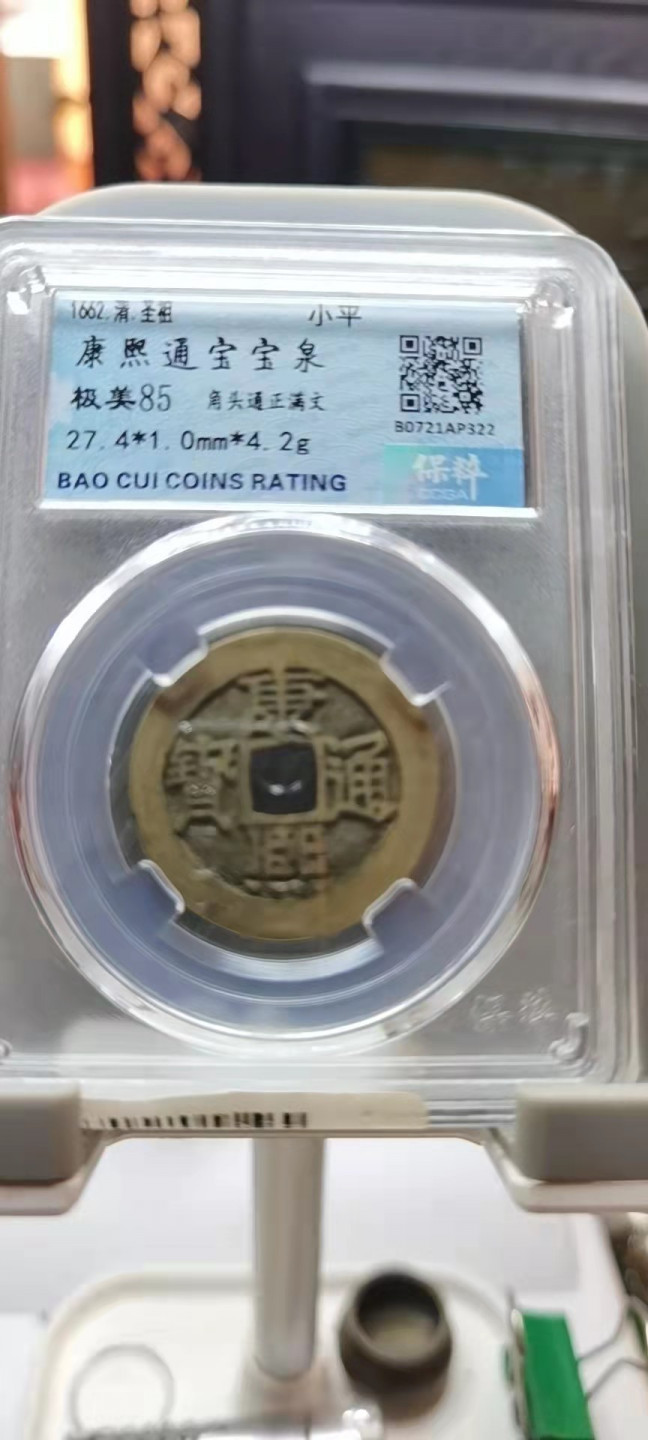 1662.清.圣祖 小平
康熙通宝宝泉
极美85 角头通正满文
27.4*1.0mm*4.2g
B0721AP322
保粹
BAO CUI COINS RATING
康
寶 通
熙
保粹